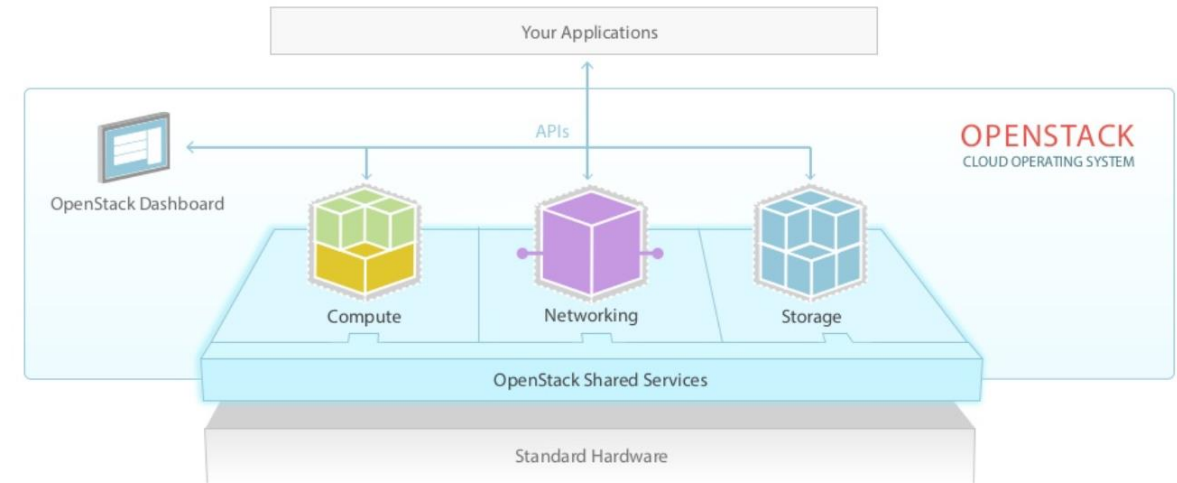 Your Applications
APIs
OPENSTACK
CLOUD OPERATING SYSTEM
OpenStack Dashboard
Compute
Networking
Storage
OpenStack Shared Services
Standard Hardware